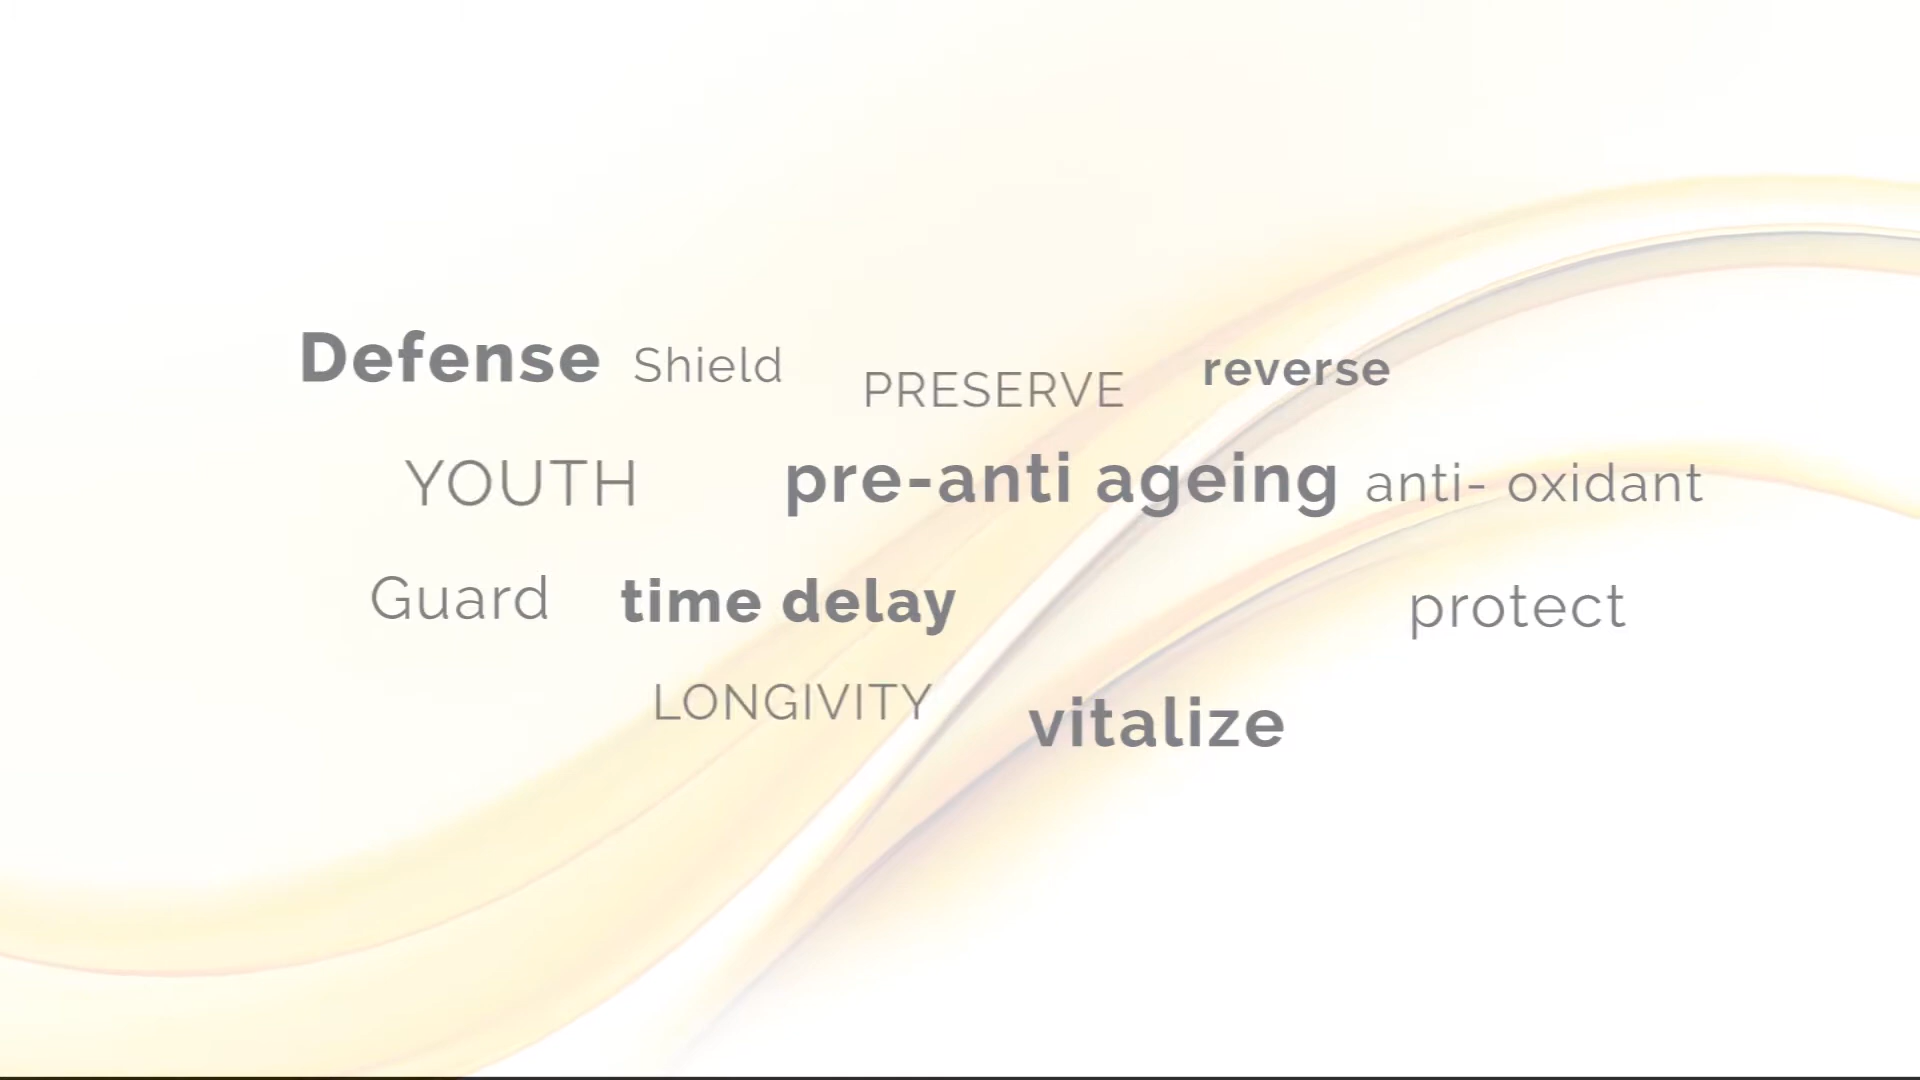 Defense Shield PRESERVE reverse
YOUTH pre-anti ageing anti- oxidant
Guard time delay protect
LONGIVITY vitalize